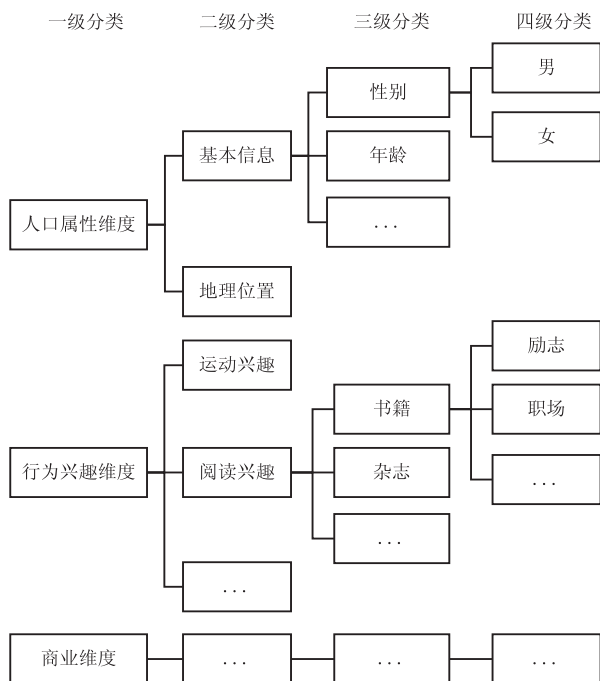 一级分类 二级分类 三级分类 四级分类
男
性别
女
基本信息
年龄
...
人口属性维度
地理位置
运动兴趣
励志
书籍
职场
行为兴趣维度
阅读兴趣
杂志
...
...
...
商业维度 ... ... ...